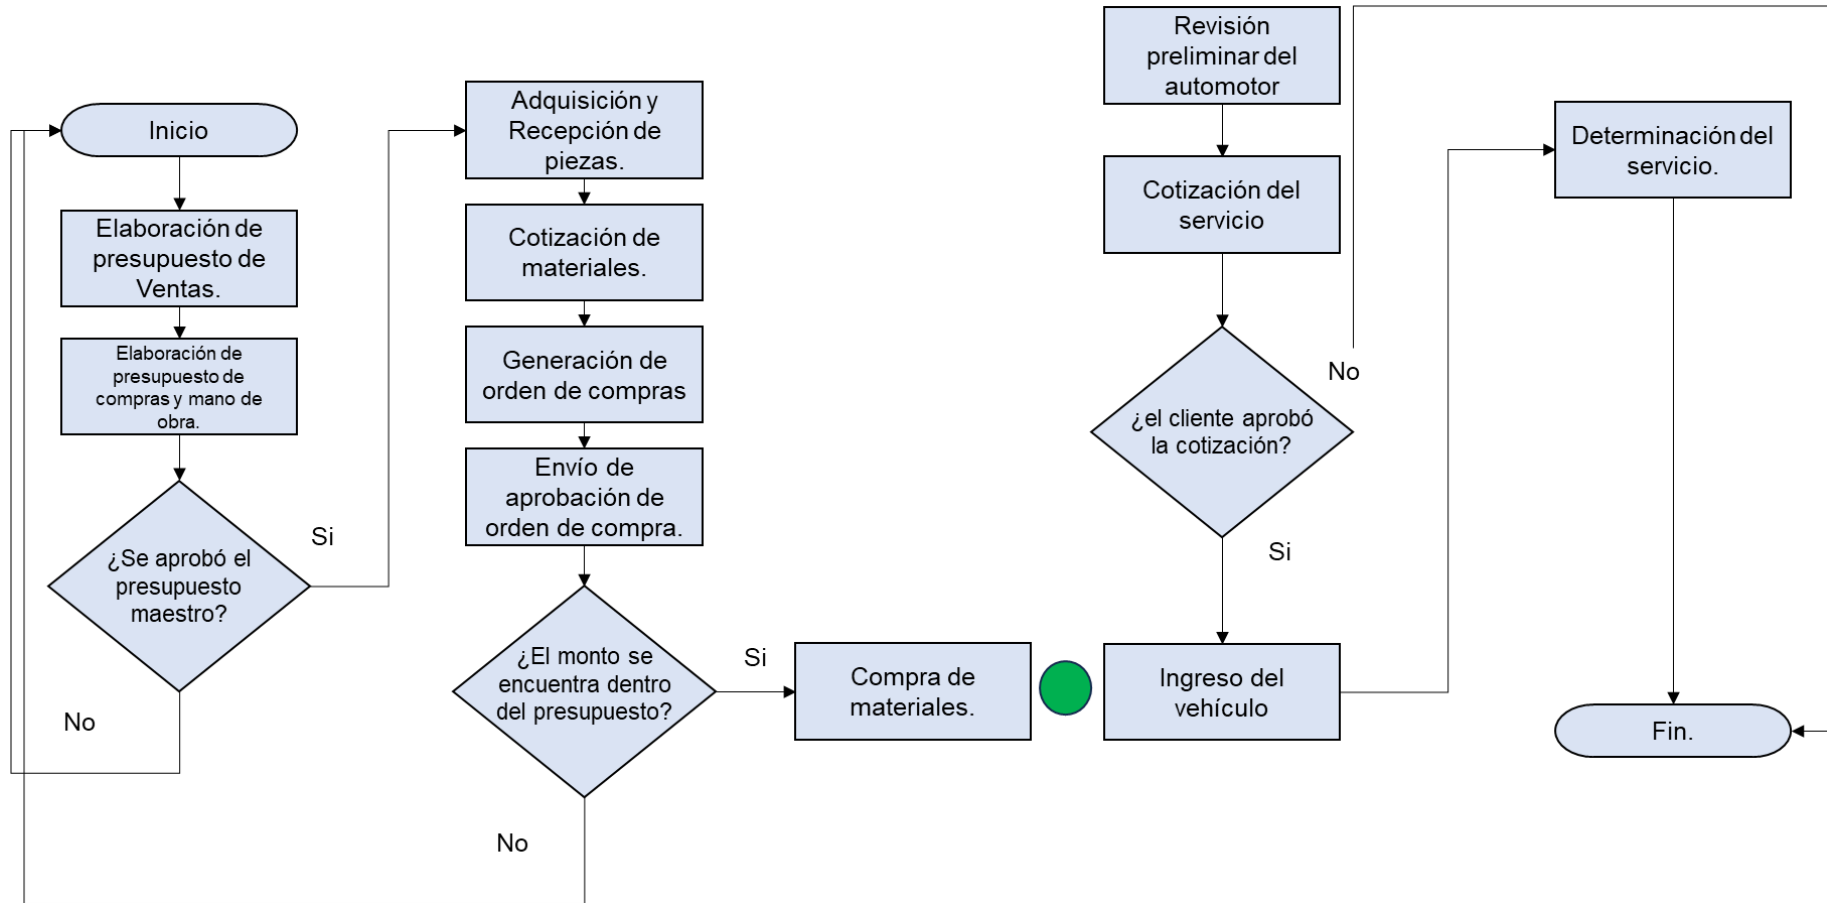 Inicio
Elaboración de
presupuesto de
Ventas.
Elaboración de
presupuesto de
compras y mano de
obra.
¿Se aprobó el
presupuesto
maestro?
Si
No
Adquisición y
Recepción de
piezas.
Cotización de
materiales.
Generación de
orden de compras
Envío de
aprobación de
orden de compra.
¿El monto se
encuentra dentro
del presupuesto?
Si
No
Compra de
materiales.
Revisión
preliminar del
automotor
Cotización del
servicio
¿el cliente aprobó
la cotización?
No
Si
Ingreso del
vehículo
Determinación del
servicio.
Fin.